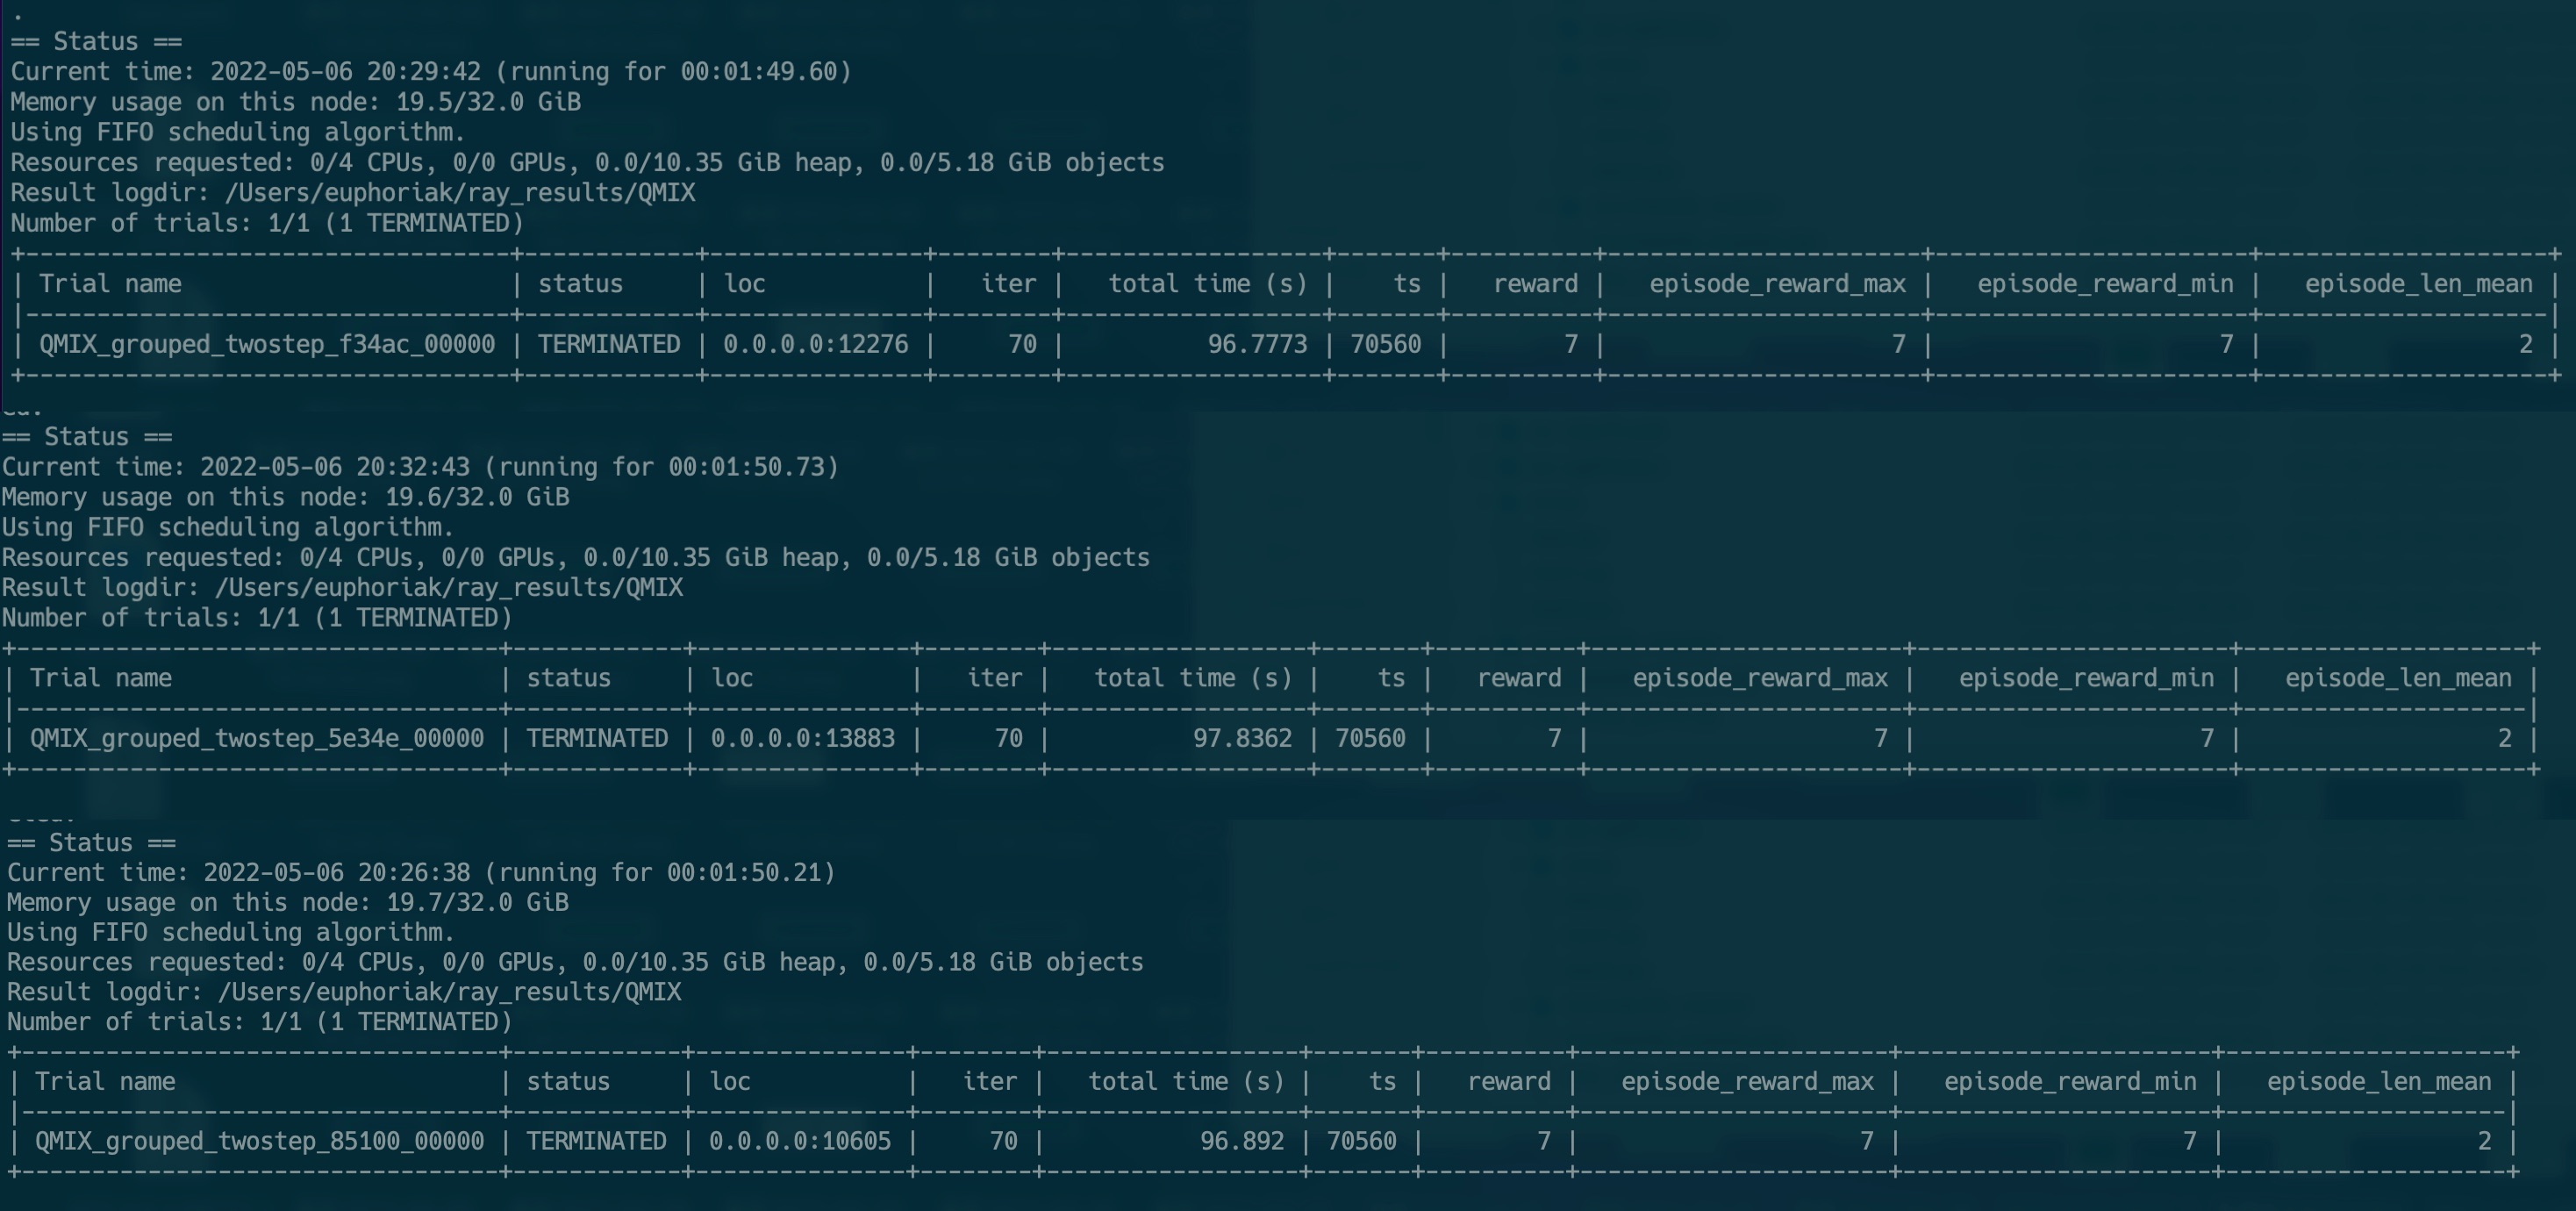 .
== Status ==
Current time: 2022-05-06 20:29:42 (running for 00:01:49.60)
Memory usage on this node: 19.5/32.0 GiB
Using FIFO scheduling algorithm.
Resources requested: 0/4 CPUs, 0/0 GPUs, 0.0/10.35 GiB heap, 0.0/5.18 GiB objects
Result logdir: /Users/euphoriak/ray_results/QMIX
Number of trials: 1/1 (1 TERMINATED)
+--------------------------------+------------+---------------+--------+------------------+-------+----------+----------------------+----------------------+--------------------+
| Trial name                     | status     | loc           |   iter |   total time (s) |    ts |   reward |   episode_reward_max |   episode_reward_min |   episode_len_mean |
|--------------------------------+------------+---------------+--------+------------------+-------+----------+----------------------+----------------------+--------------------|
| QMIX_grouped_twostep_f34ac_00000 | TERMINATED | 0.0.0.0:12276 |     70 |          96.7773 | 70560 |        7 |                    7 |                    7 |                  2 |
+--------------------------------+------------+---------------+--------+------------------+-------+----------+----------------------+----------------------+--------------------+
== Status ==
Current time: 2022-05-06 20:32:43 (running for 00:01:50.73)
Memory usage on this node: 19.6/32.0 GiB
Using FIFO scheduling algorithm.
Resources requested: 0/4 CPUs, 0/0 GPUs, 0.0/10.35 GiB heap, 0.0/5.18 GiB objects
Result logdir: /Users/euphoriak/ray_results/QMIX
Number of trials: 1/1 (1 TERMINATED)
+--------------------------------+------------+---------------+--------+------------------+-------+----------+----------------------+----------------------+--------------------+
| Trial name                     | status     | loc           |   iter |   total time (s) |    ts |   reward |   episode_reward_max |   episode_reward_min |   episode_len_mean |
|--------------------------------+------------+---------------+--------+------------------+-------+----------+----------------------+----------------------+--------------------|
| QMIX_grouped_twostep_5e34e_00000 | TERMINATED | 0.0.0.0:13883 |     70 |          97.8362 | 70560 |        7 |                    7 |                    7 |                  2 |
+--------------------------------+------------+---------------+--------+------------------+-------+----------+----------------------+----------------------+--------------------+
== Status ==
Current time: 2022-05-06 20:26:38 (running for 00:01:50.21)
Memory usage on this node: 19.7/32.0 GiB
Using FIFO scheduling algorithm.
Resources requested: 0/4 CPUs, 0/0 GPUs, 0.0/10.35 GiB heap, 0.0/5.18 GiB objects
Result logdir: /Users/euphoriak/ray_results/QMIX
Number of trials: 1/1 (1 TERMINATED)
+--------------------------------+------------+---------------+--------+------------------+-------+----------+----------------------+----------------------+--------------------+
| Trial name                     | status     | loc           |   iter |   total time (s) |    ts |   reward |   episode_reward_max |   episode_reward_min |   episode_len_mean |
|--------------------------------+------------+---------------+--------+------------------+-------+----------+----------------------+----------------------+--------------------|
| QMIX_grouped_twostep_85100_00000 | TERMINATED | 0.0.0.0:10605 |     70 |           96.892 | 70560 |        7 |                    7 |                    7 |                  2 |
+--------------------------------+------------+---------------+--------+------------------+-------+----------+----------------------+----------------------+--------------------+